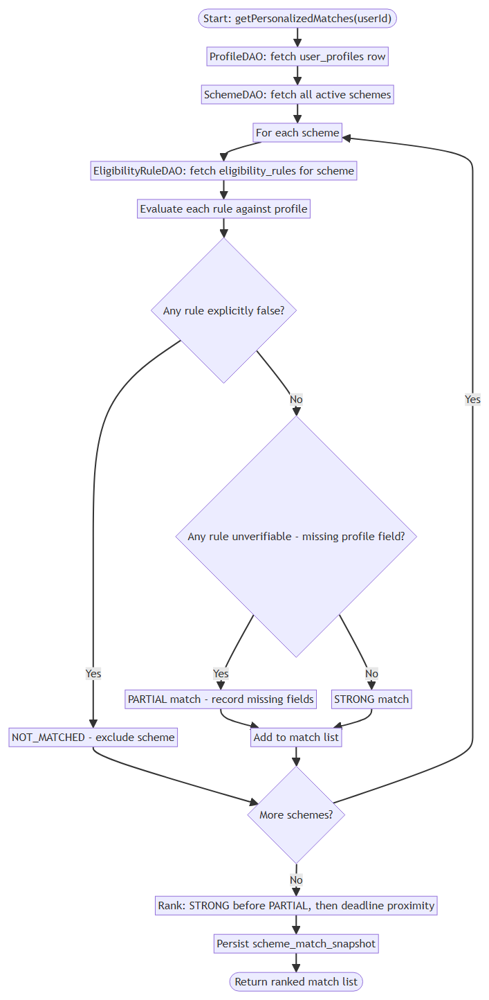 Start: getPersonalizedMatches(userId)
ProfileDAO: fetch user_profiles row
SchemeDAO: fetch all active schemes
For each scheme
EligibilityRuleDAO: fetch eligibility_rules for scheme
Evaluate each rule against profile
Any rule explicitly false?
No
Yes
Any rule unverifiable - missing profile field?
Yes
Yes
No
PARTIAL match - record missing fields
STRONG match
NOT_MATCHED - exclude scheme
Add to match list
More schemes?
No
Rank: STRONG before PARTIAL, then deadline proximity
Persist scheme_match_snapshot
Return ranked match list